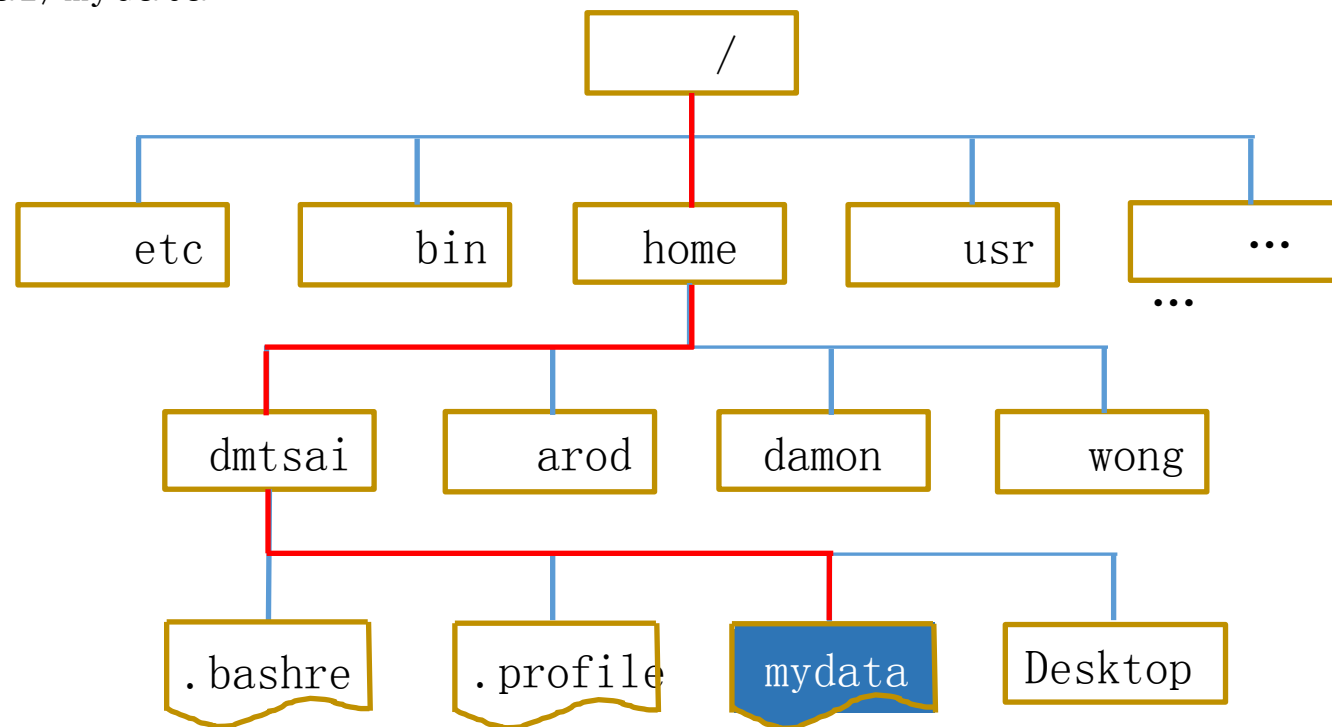 /
etc bin home usr …
…
dmtsai arod damon wong
.bashre .profile mydata Desktop